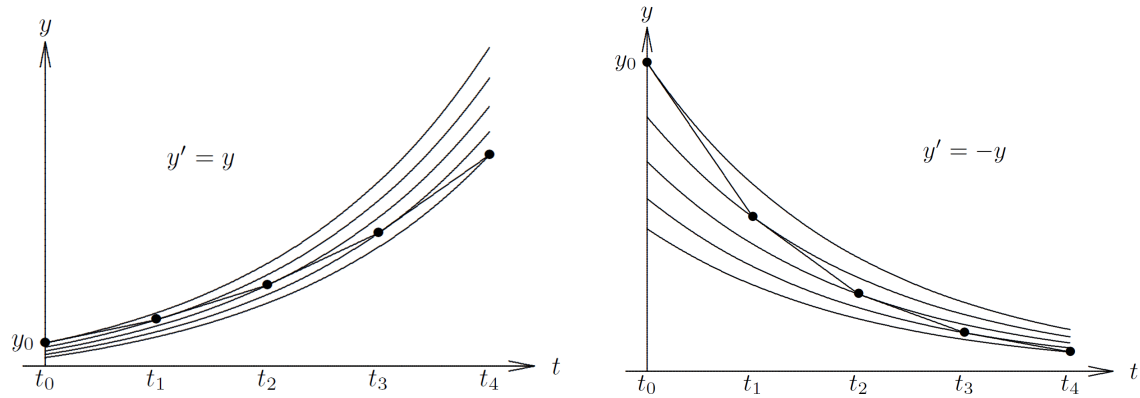 y
y′ = y
y₀
t₀ t₁ t₂ t₃ t₄ t
y
y₀
y′ = −y
t₀ t₁ t₂ t₃ t₄ t